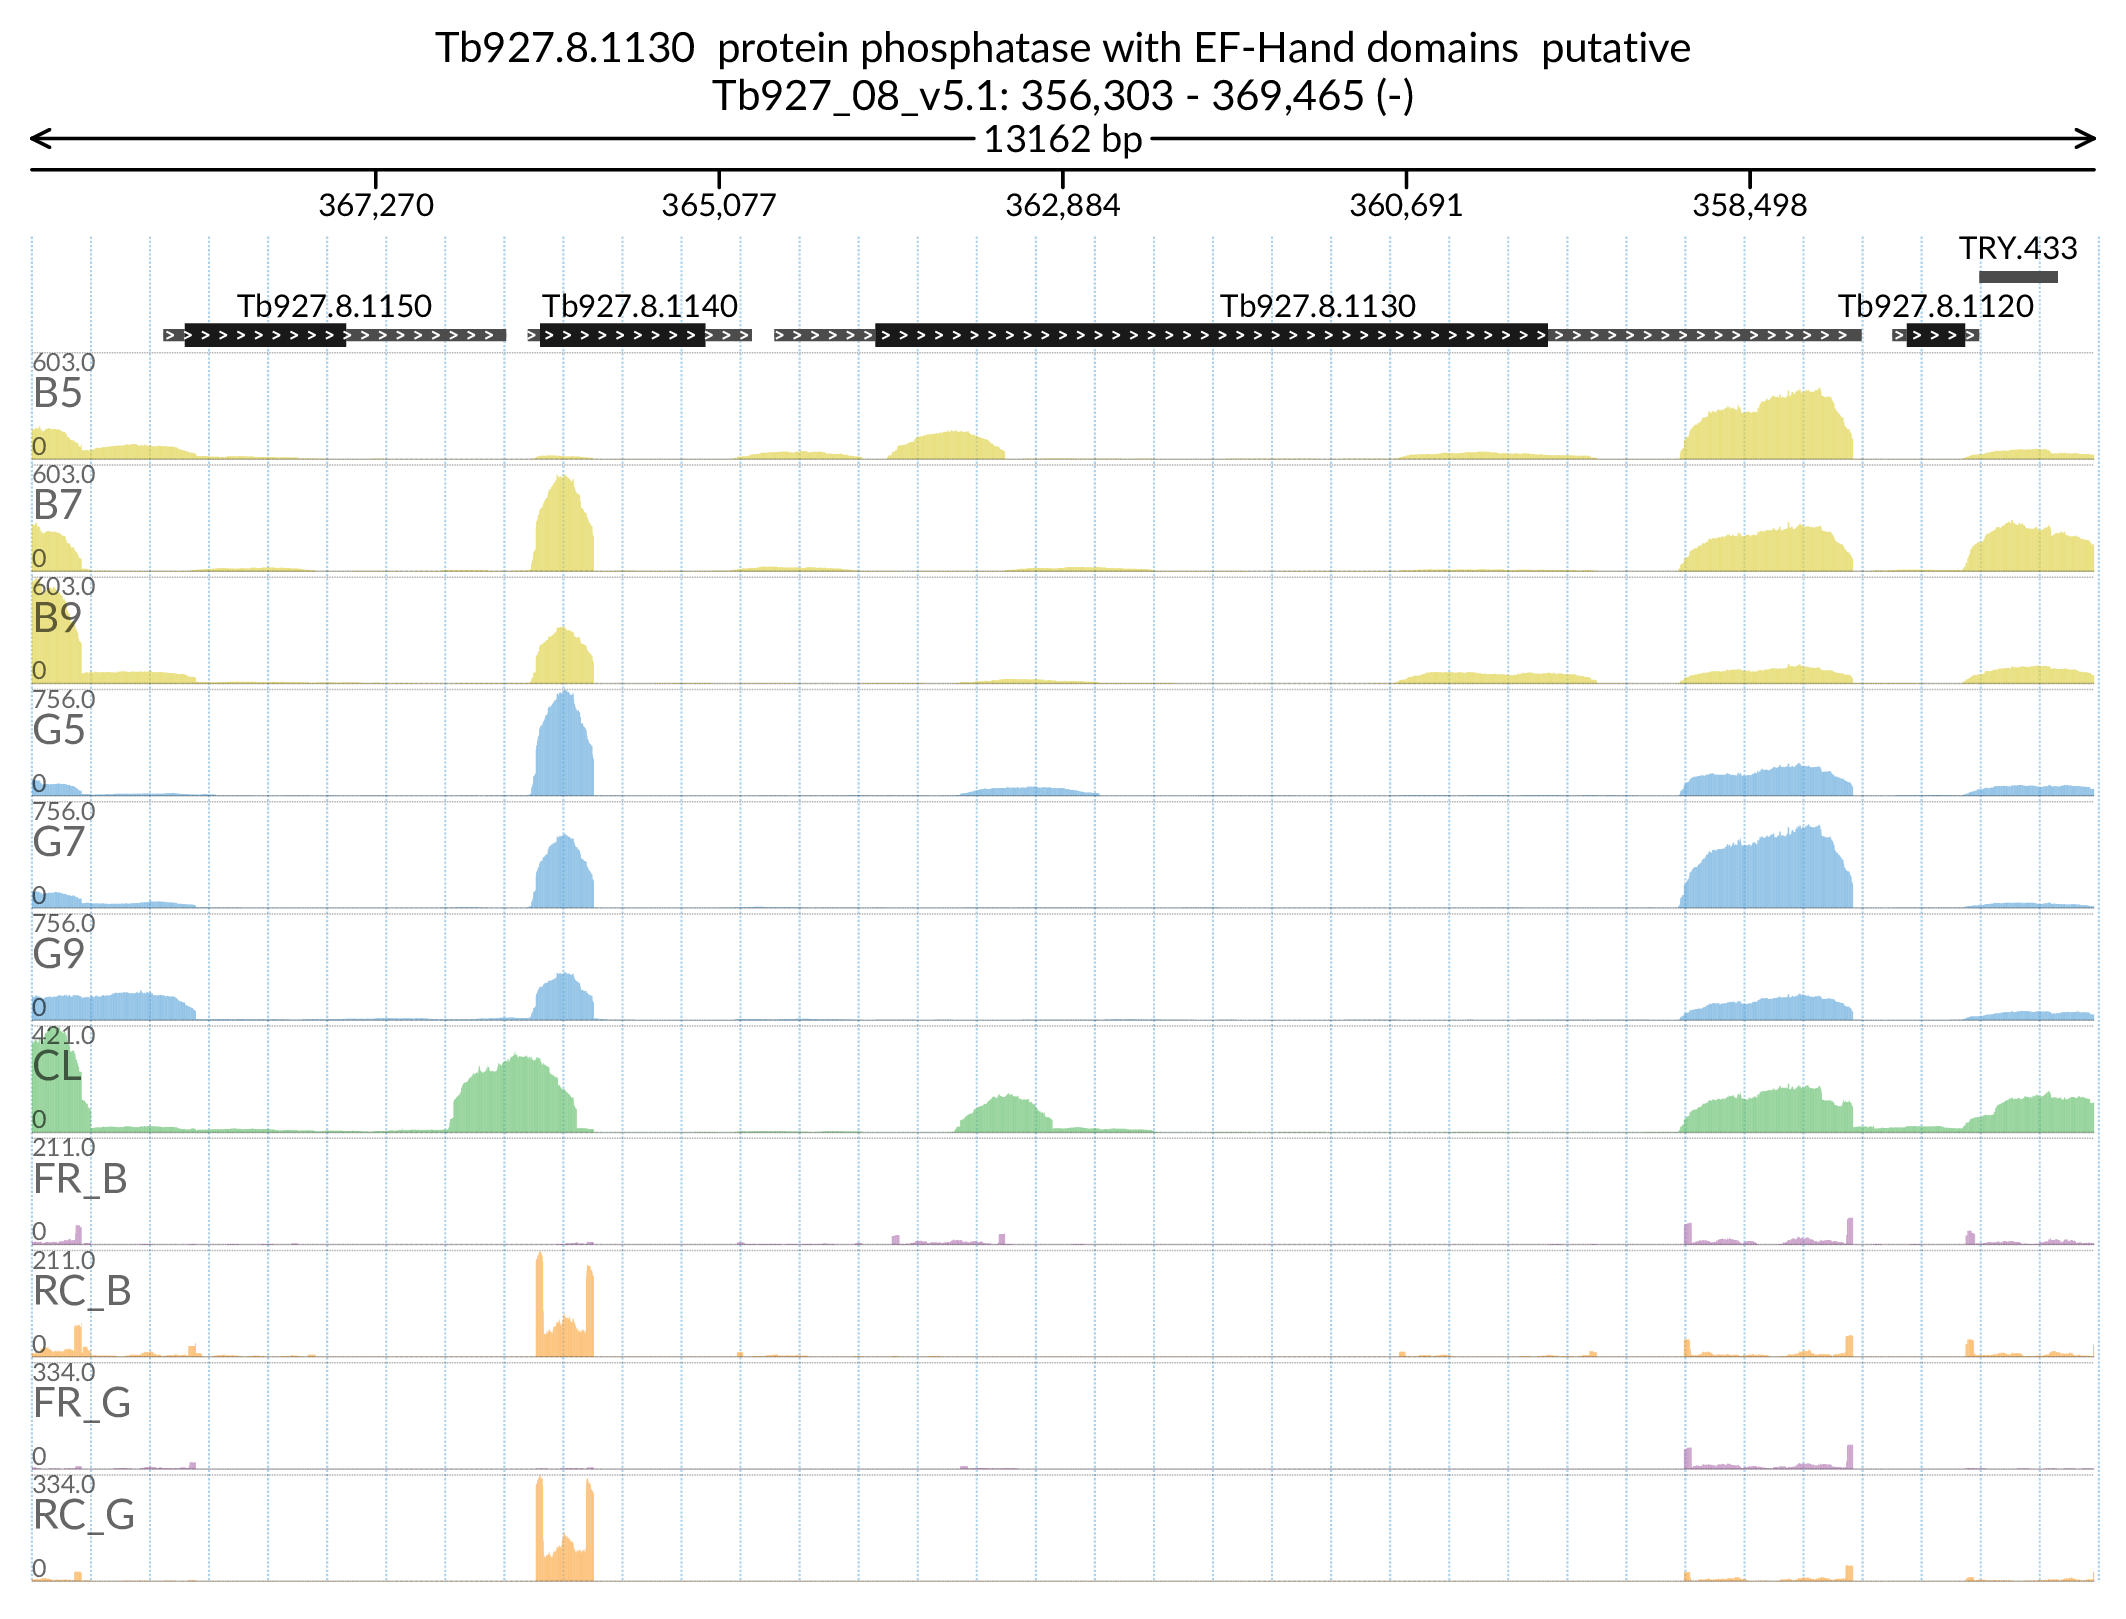 Tb927.8.1130  protein phosphatase with EF-Hand domains  putative
Tb927_08_v5.1: 356,303 - 369,465 (-)
13162 bp
367,270 365,077 362,884 360,691 358,498
TRY.433
Tb927.8.1150 Tb927.8.1140 Tb927.8.1130 Tb927.8.1120
603.0
B5
0
603.0
B7
0
603.0
B9
0
756.0
G5
0
756.0
G7
0
756.0
G9
0
421.0
CL
0
211.0
FR_B
0
211.0
RC_B
0
334.0
FR_G
0
334.0
RC_G
0